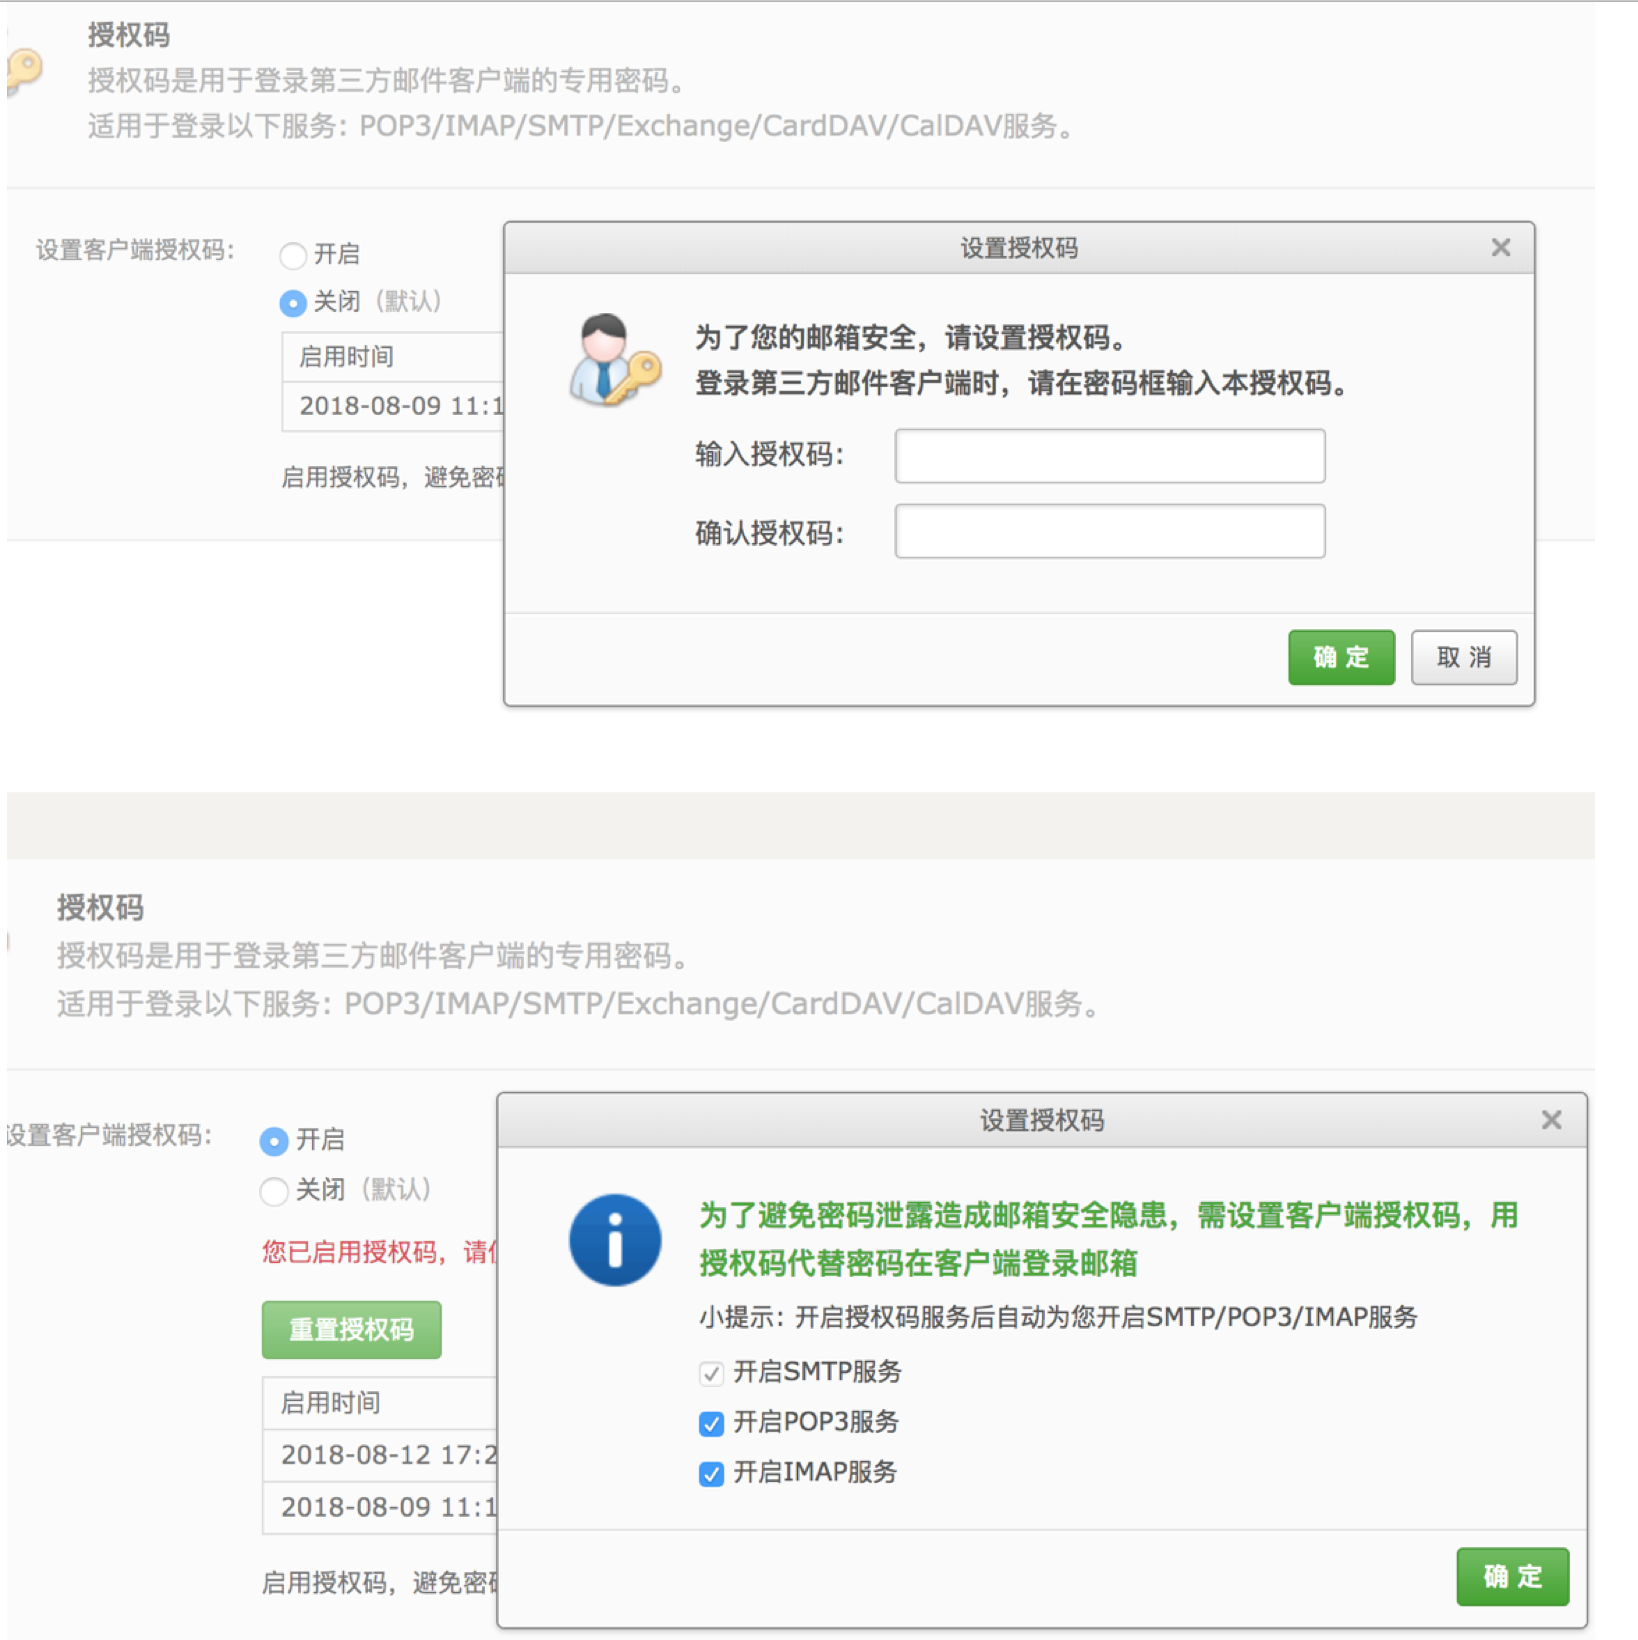 授权码
授权码是用于登录第三方邮件客户端的专用密码。
适用于登录以下服务：POP3/IMAP/SMTP/Exchange/CardDAV/CalDAV服务。
设置客户端授权码：
开启
关闭（默认）
启用时间
2018-08-09 11:1
启用授权码，避免密
设置授权码
为了您的邮箱安全，请设置授权码。
登录第三方邮件客户端时，请在密码框输入本授权码。
输入授权码：
确认授权码：
确 定
取 消
授权码
授权码是用于登录第三方邮件客户端的专用密码。
适用于登录以下服务：POP3/IMAP/SMTP/Exchange/CardDAV/CalDAV服务。
设置客户端授权码：
开启
关闭（默认）
您已启用授权码，请
重置授权码
启用时间
2018-08-12 17:2
2018-08-09 11:1
启用授权码，避免密
设置授权码
为了避免密码泄露造成邮箱安全隐患，需设置客户端授权码，用
授权码代替密码在客户端登录邮箱
小提示：开启授权码服务后自动为您开启SMTP/POP3/IMAP服务
开启SMTP服务
开启POP3服务
开启IMAP服务
确 定